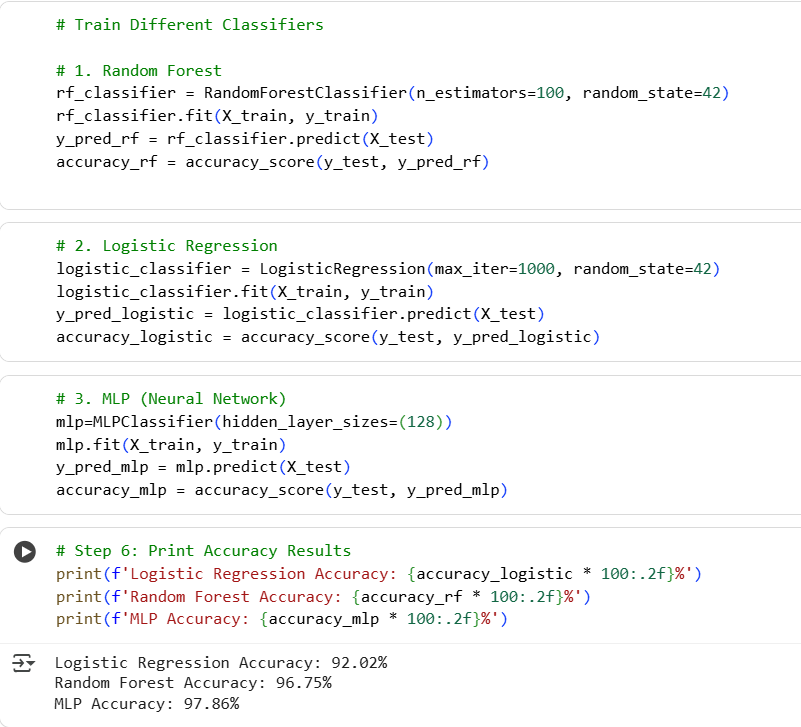 # Train Different Classifiers
# 1. Random Forest
rf_classifier = RandomForestClassifier(n_estimators=100, random_state=42)
rf_classifier.fit(X_train, y_train)
y_pred_rf = rf_classifier.predict(X_test)
accuracy_rf = accuracy_score(y_test, y_pred_rf)
# 2. Logistic Regression
logistic_classifier = LogisticRegression(max_iter=1000, random_state=42)
logistic_classifier.fit(X_train, y_train)
y_pred_logistic = logistic_classifier.predict(X_test)
accuracy_logistic = accuracy_score(y_test, y_pred_logistic)
# 3. MLP (Neural Network)
mlp=MLPClassifier(hidden_layer_sizes=(128))
mlp.fit(X_train, y_train)
y_pred_mlp = mlp.predict(X_test)
accuracy_mlp = accuracy_score(y_test, y_pred_mlp)
# Step 6: Print Accuracy Results
print(f'Logistic Regression Accuracy: {accuracy_logistic * 100:.2f}%')
print(f'Random Forest Accuracy: {accuracy_rf * 100:.2f}%')
print(f'MLP Accuracy: {accuracy_mlp * 100:.2f}%')
Logistic Regression Accuracy: 92.02%
Random Forest Accuracy: 96.75%
MLP Accuracy: 97.86%